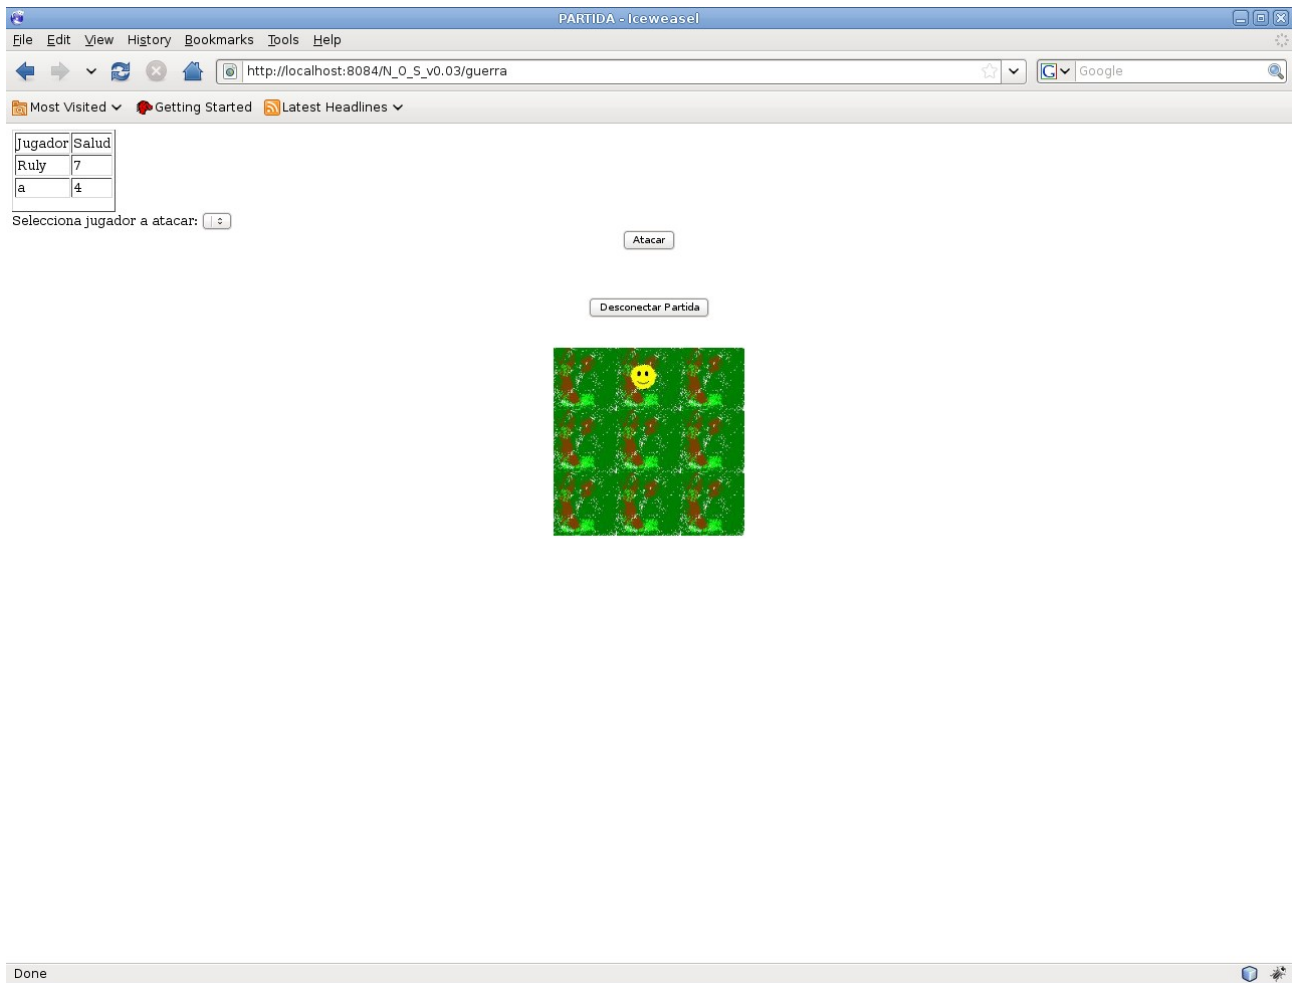 PARTIDA - Iceweasel
File Edit View History Bookmarks Tools Help
http://localhost:8084/N_O_S_v0.03/guerra
Google
Most Visited Getting Started Latest Headlines
Jugador Salud
Ruly 7
a 4
Selecciona jugador a atacar:
Atacar
Desconectar Partida
Done